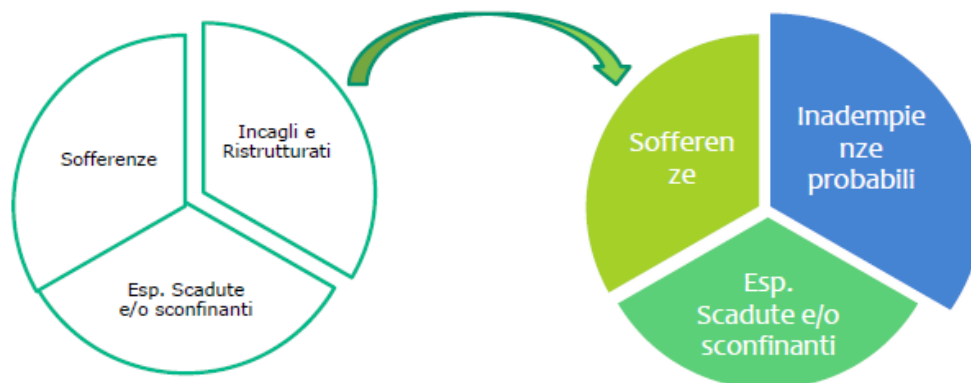 Sofferenze
Incagli e
Ristrutturati
Esp. Scadute
e/o sconfinanti
Sofferen
ze
Inadempie
nze
probabili
Esp.
Scadute e/o
sconfinanti